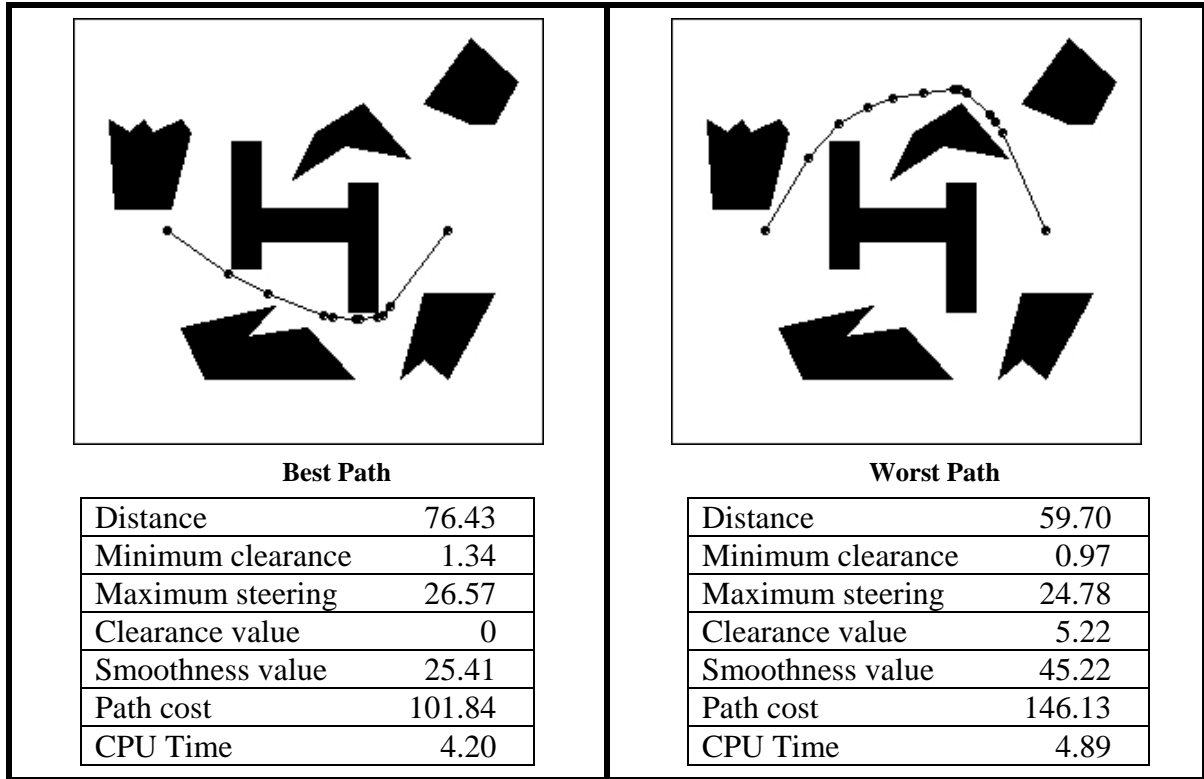 Best Path
Distance 76.43
Minimum clearance 1.34
Maximum steering 26.57
Clearance value 0
Smoothness value 25.41
Path cost 101.84
CPU Time 4.20
Worst Path
Distance 59.70
Minimum clearance 0.97
Maximum steering 24.78
Clearance value 5.22
Smoothness value 45.22
Path cost 146.13
CPU Time 4.89